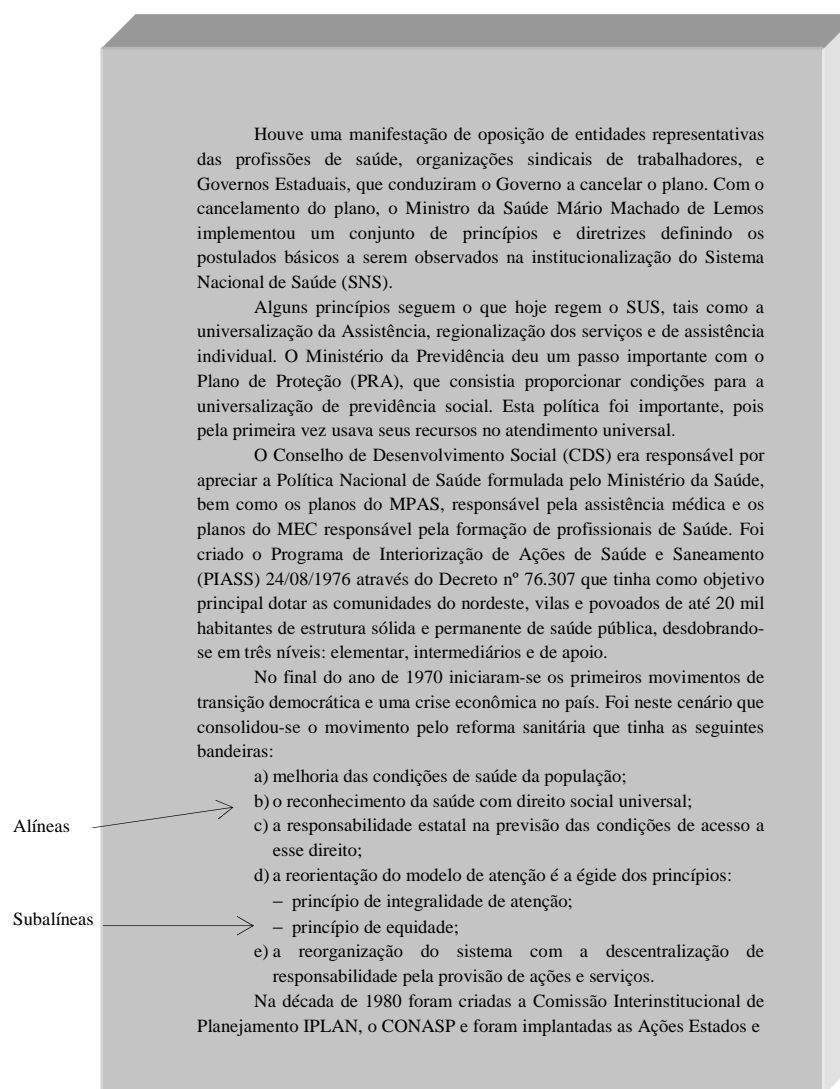 Houve uma manifestação de oposição de entidades representativas
das profissões de saúde, organizações sindicais de trabalhadores, e
Governos Estaduais, que conduziram o Governo a cancelar o plano. Com o
cancelamento do plano, o Ministro da Saúde Mário Machado de Lemos
implementou um conjunto de princípios e diretrizes definindo os
postulados básicos a serem observados na institucionalização do Sistema
Nacional de Saúde (SNS).
Alguns princípios seguem o que hoje regem o SUS, tais como a
universalização da Assistência, regionalização dos serviços e de assistência
individual. O Ministério da Previdência deu um passo importante com o
Plano de Proteção (PRA), que consistia proporcionar condições para a
universalização de previdência social. Esta política foi importante, pois
pela primeira vez usava seus recursos no atendimento universal.
O Conselho de Desenvolvimento Social (CDS) era responsável por
apreciar a Política Nacional de Saúde formulada pelo Ministério da Saúde,
bem como os planos do MPAS, responsável pela assistência médica e os
planos do MEC responsável pela formação de profissionais de Saúde. Foi
criado o Programa de Interiorização de Ações de Saúde e Saneamento
(PIASS) 24/08/1976 através do Decreto nº 76.307 que tinha como objetivo
principal dotar as comunidades do nordeste, vilas e povoados de até 20 mil
habitantes de estrutura sólida e permanente de saúde pública, desdobrando-
se em três níveis: elementar, intermediários e de apoio.
No final do ano de 1970 iniciaram-se os primeiros movimentos de
transição democrática e uma crise econômica no país. Foi neste cenário que
consolidou-se o movimento pelo reforma sanitária que tinha as seguintes
bandeiras:
a) melhoria das condições de saúde da população;
b) o reconhecimento da saúde com direito social universal;
Alíneas
c) a responsabilidade estatal na previsão das condições de acesso a
esse direito;
d) a reorientação do modelo de atenção é a égide dos princípios:
– princípio de integralidade de atenção;
Subalíneas
– princípio de equidade;
e) a reorganização do sistema com a descentralização de
responsabilidade pela provisão de ações e serviços.
Na década de 1980 foram criadas a Comissão Interinstitucional de
Planejamento IPLAN, o CONASP e foram implantadas as Ações Estados e